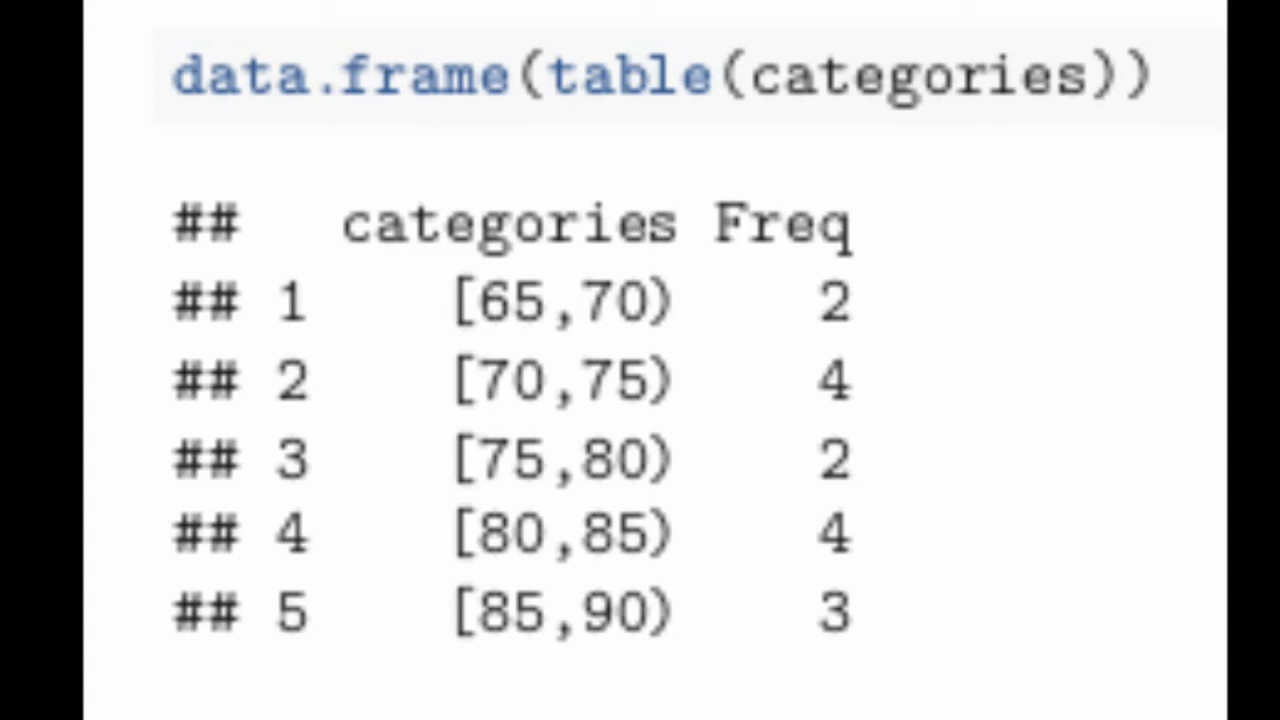 data.frame(table(categories))
##   categories Freq
## 1    [65,70)    2
## 2    [70,75)    4
## 3    [75,80)    2
## 4    [80,85)    4
## 5    [85,90)    3